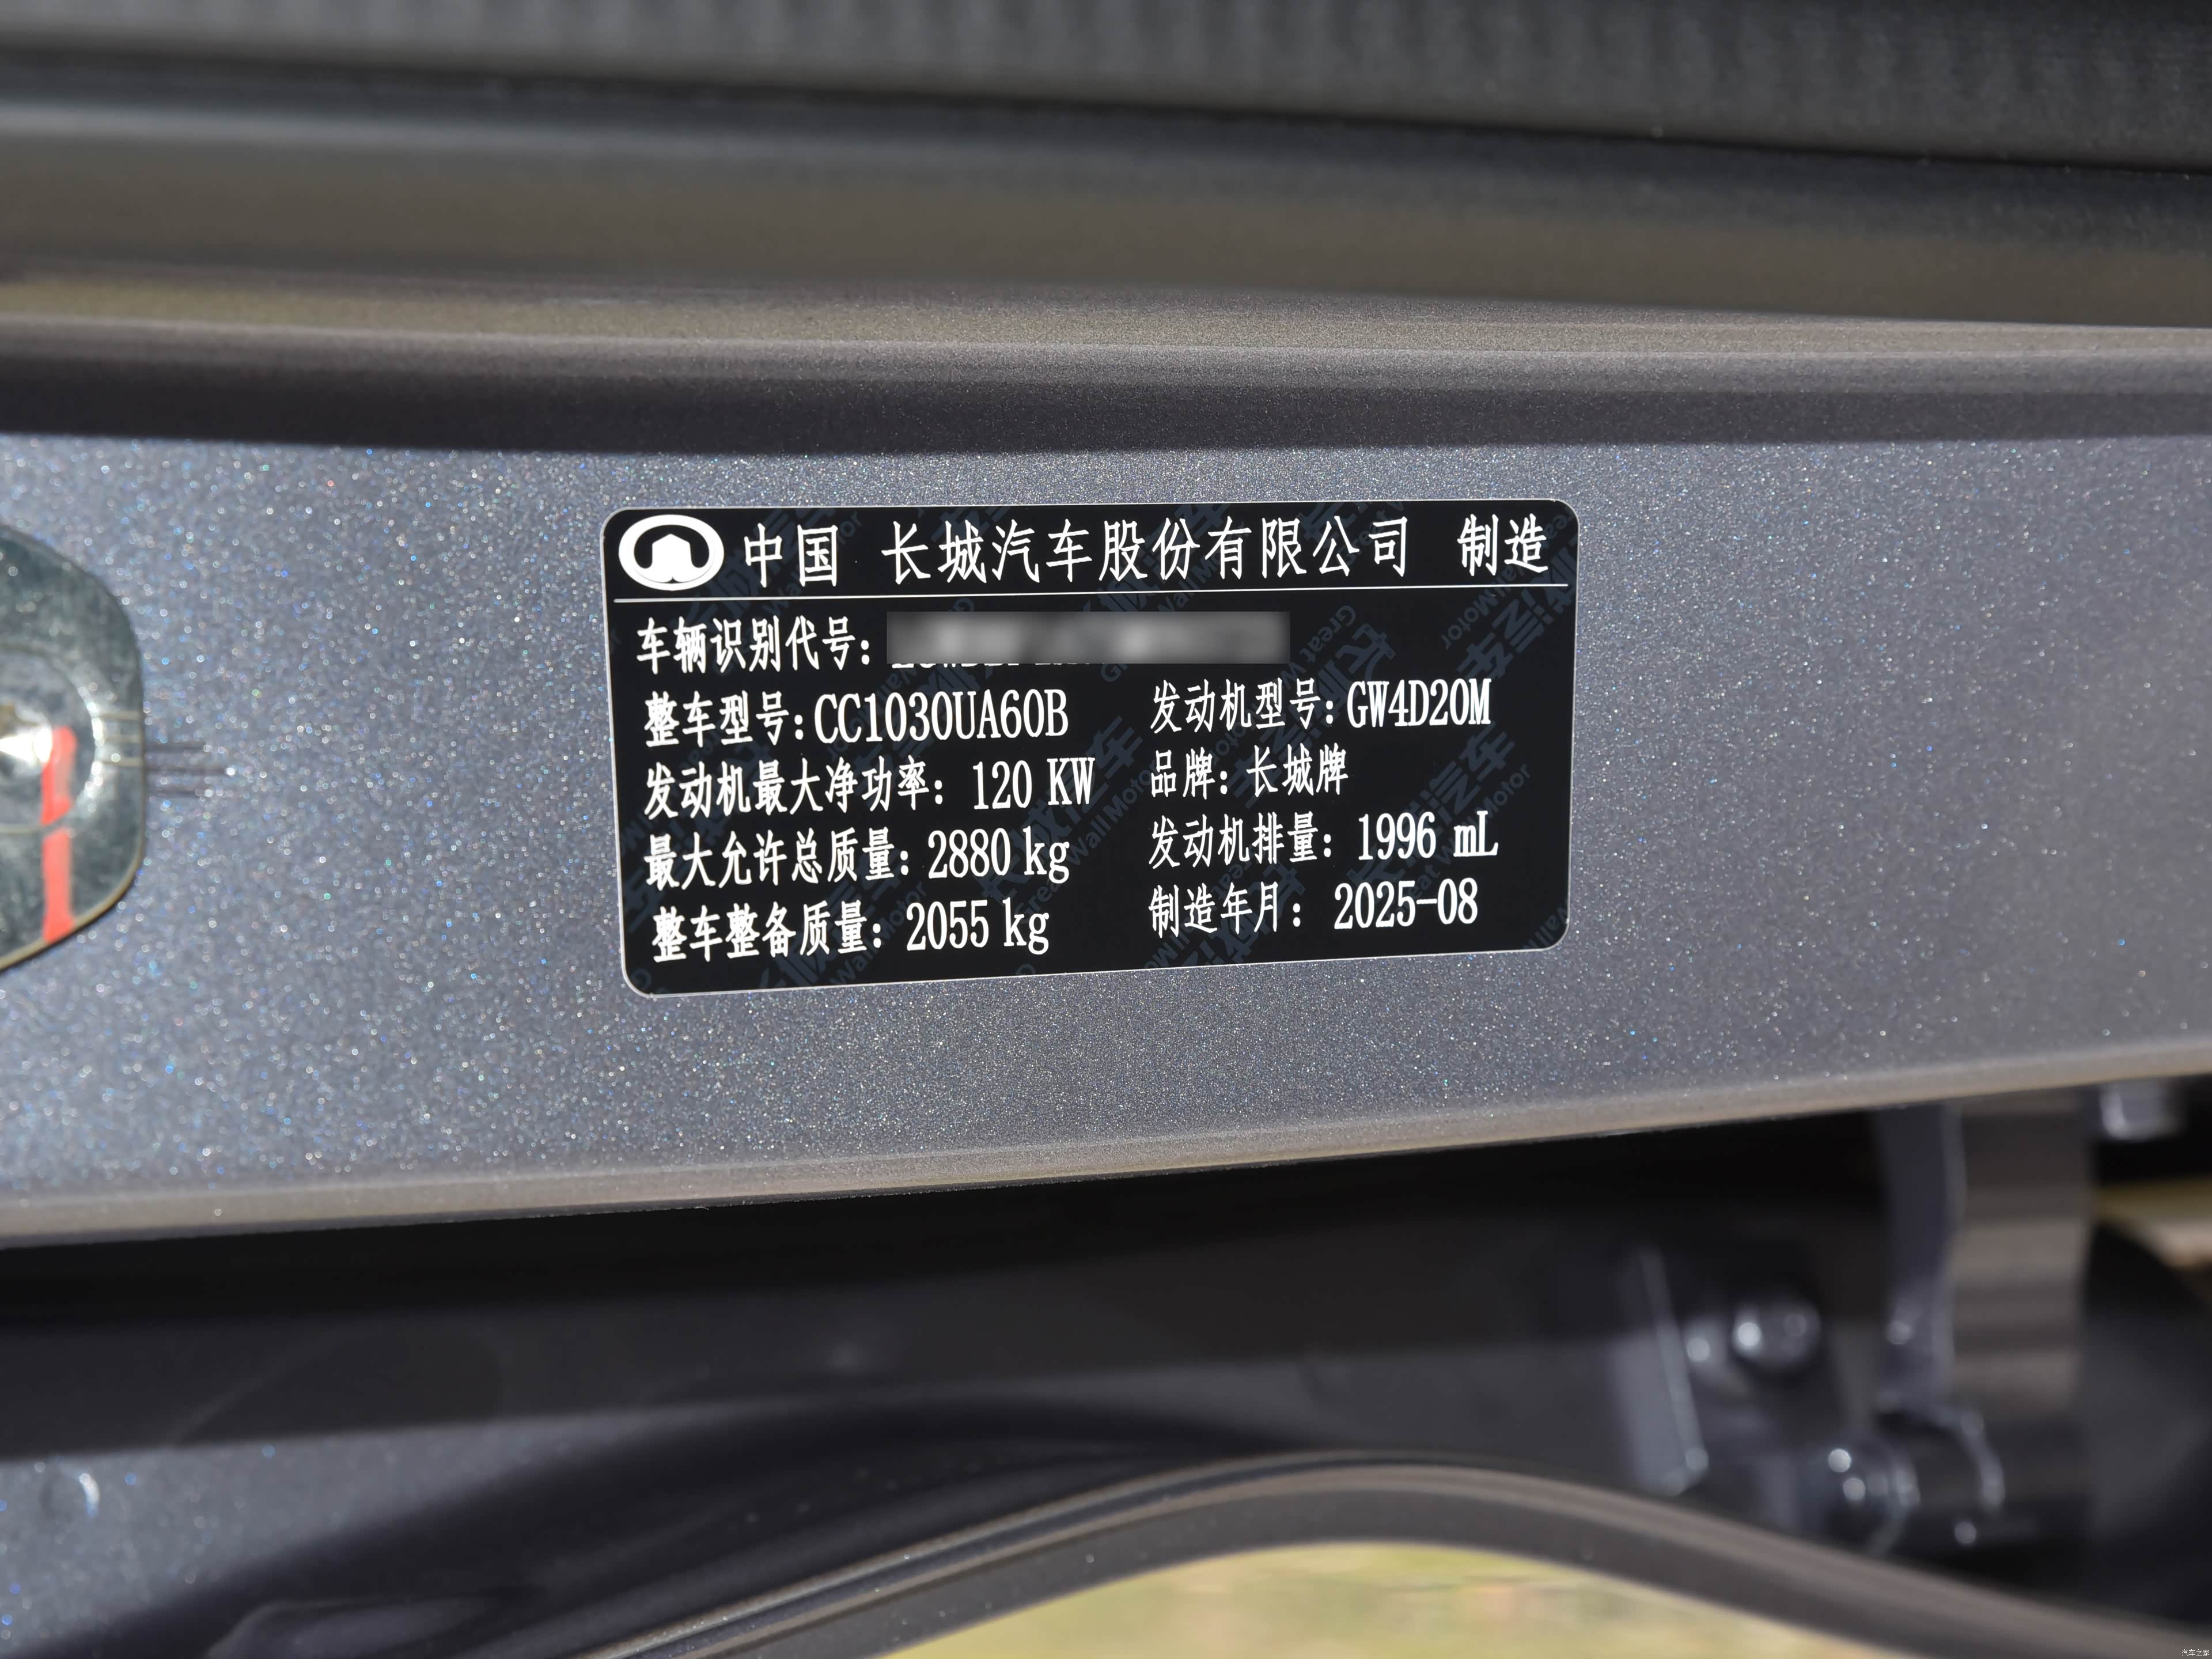 中国 长城汽车股份有限公司 制造
车辆识别代号:
整车型号:CC1030UA60B 发动机型号:GW4D20M
发动机最大净功率: 120 KW 品牌: 长城牌
最大允许总质量: 2880 kg 发动机排量: 1996 mL
整车整备质量: 2055 kg 制造年月: 2025-08
汽车之家